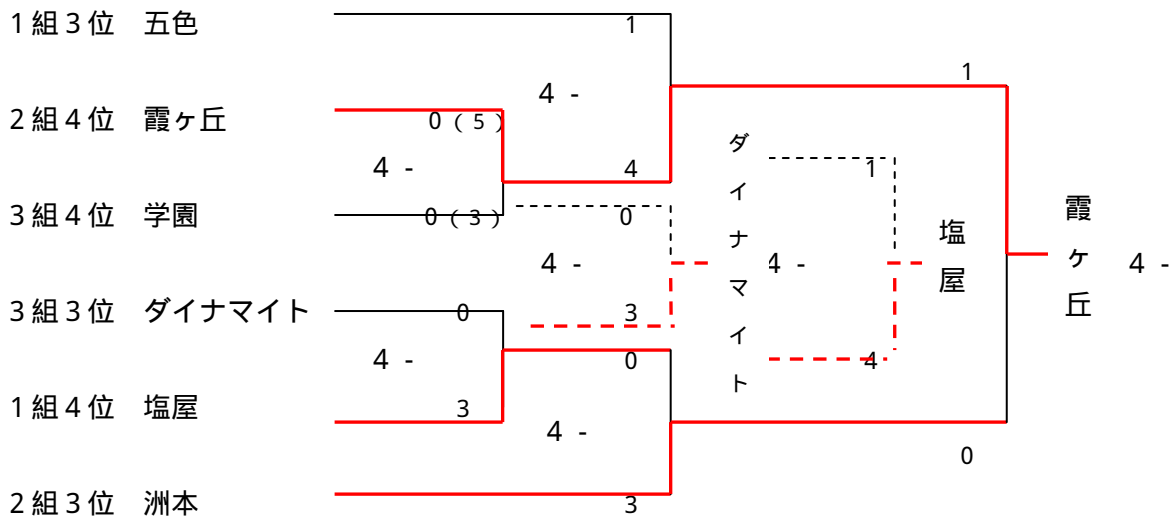 1組3位 五色
1
1
4 -
2組4位 霞ヶ丘
0(5)
ダイナマイト
4 -
4
1
3組4位 学園
0(3)
0
塩屋
霞ヶ丘
4 -
4 -
4 -
3組3位 ダイナマイト
0
3
4 -
0
4
1組4位 塩屋
3
4 -
0
2組3位 洲本
3